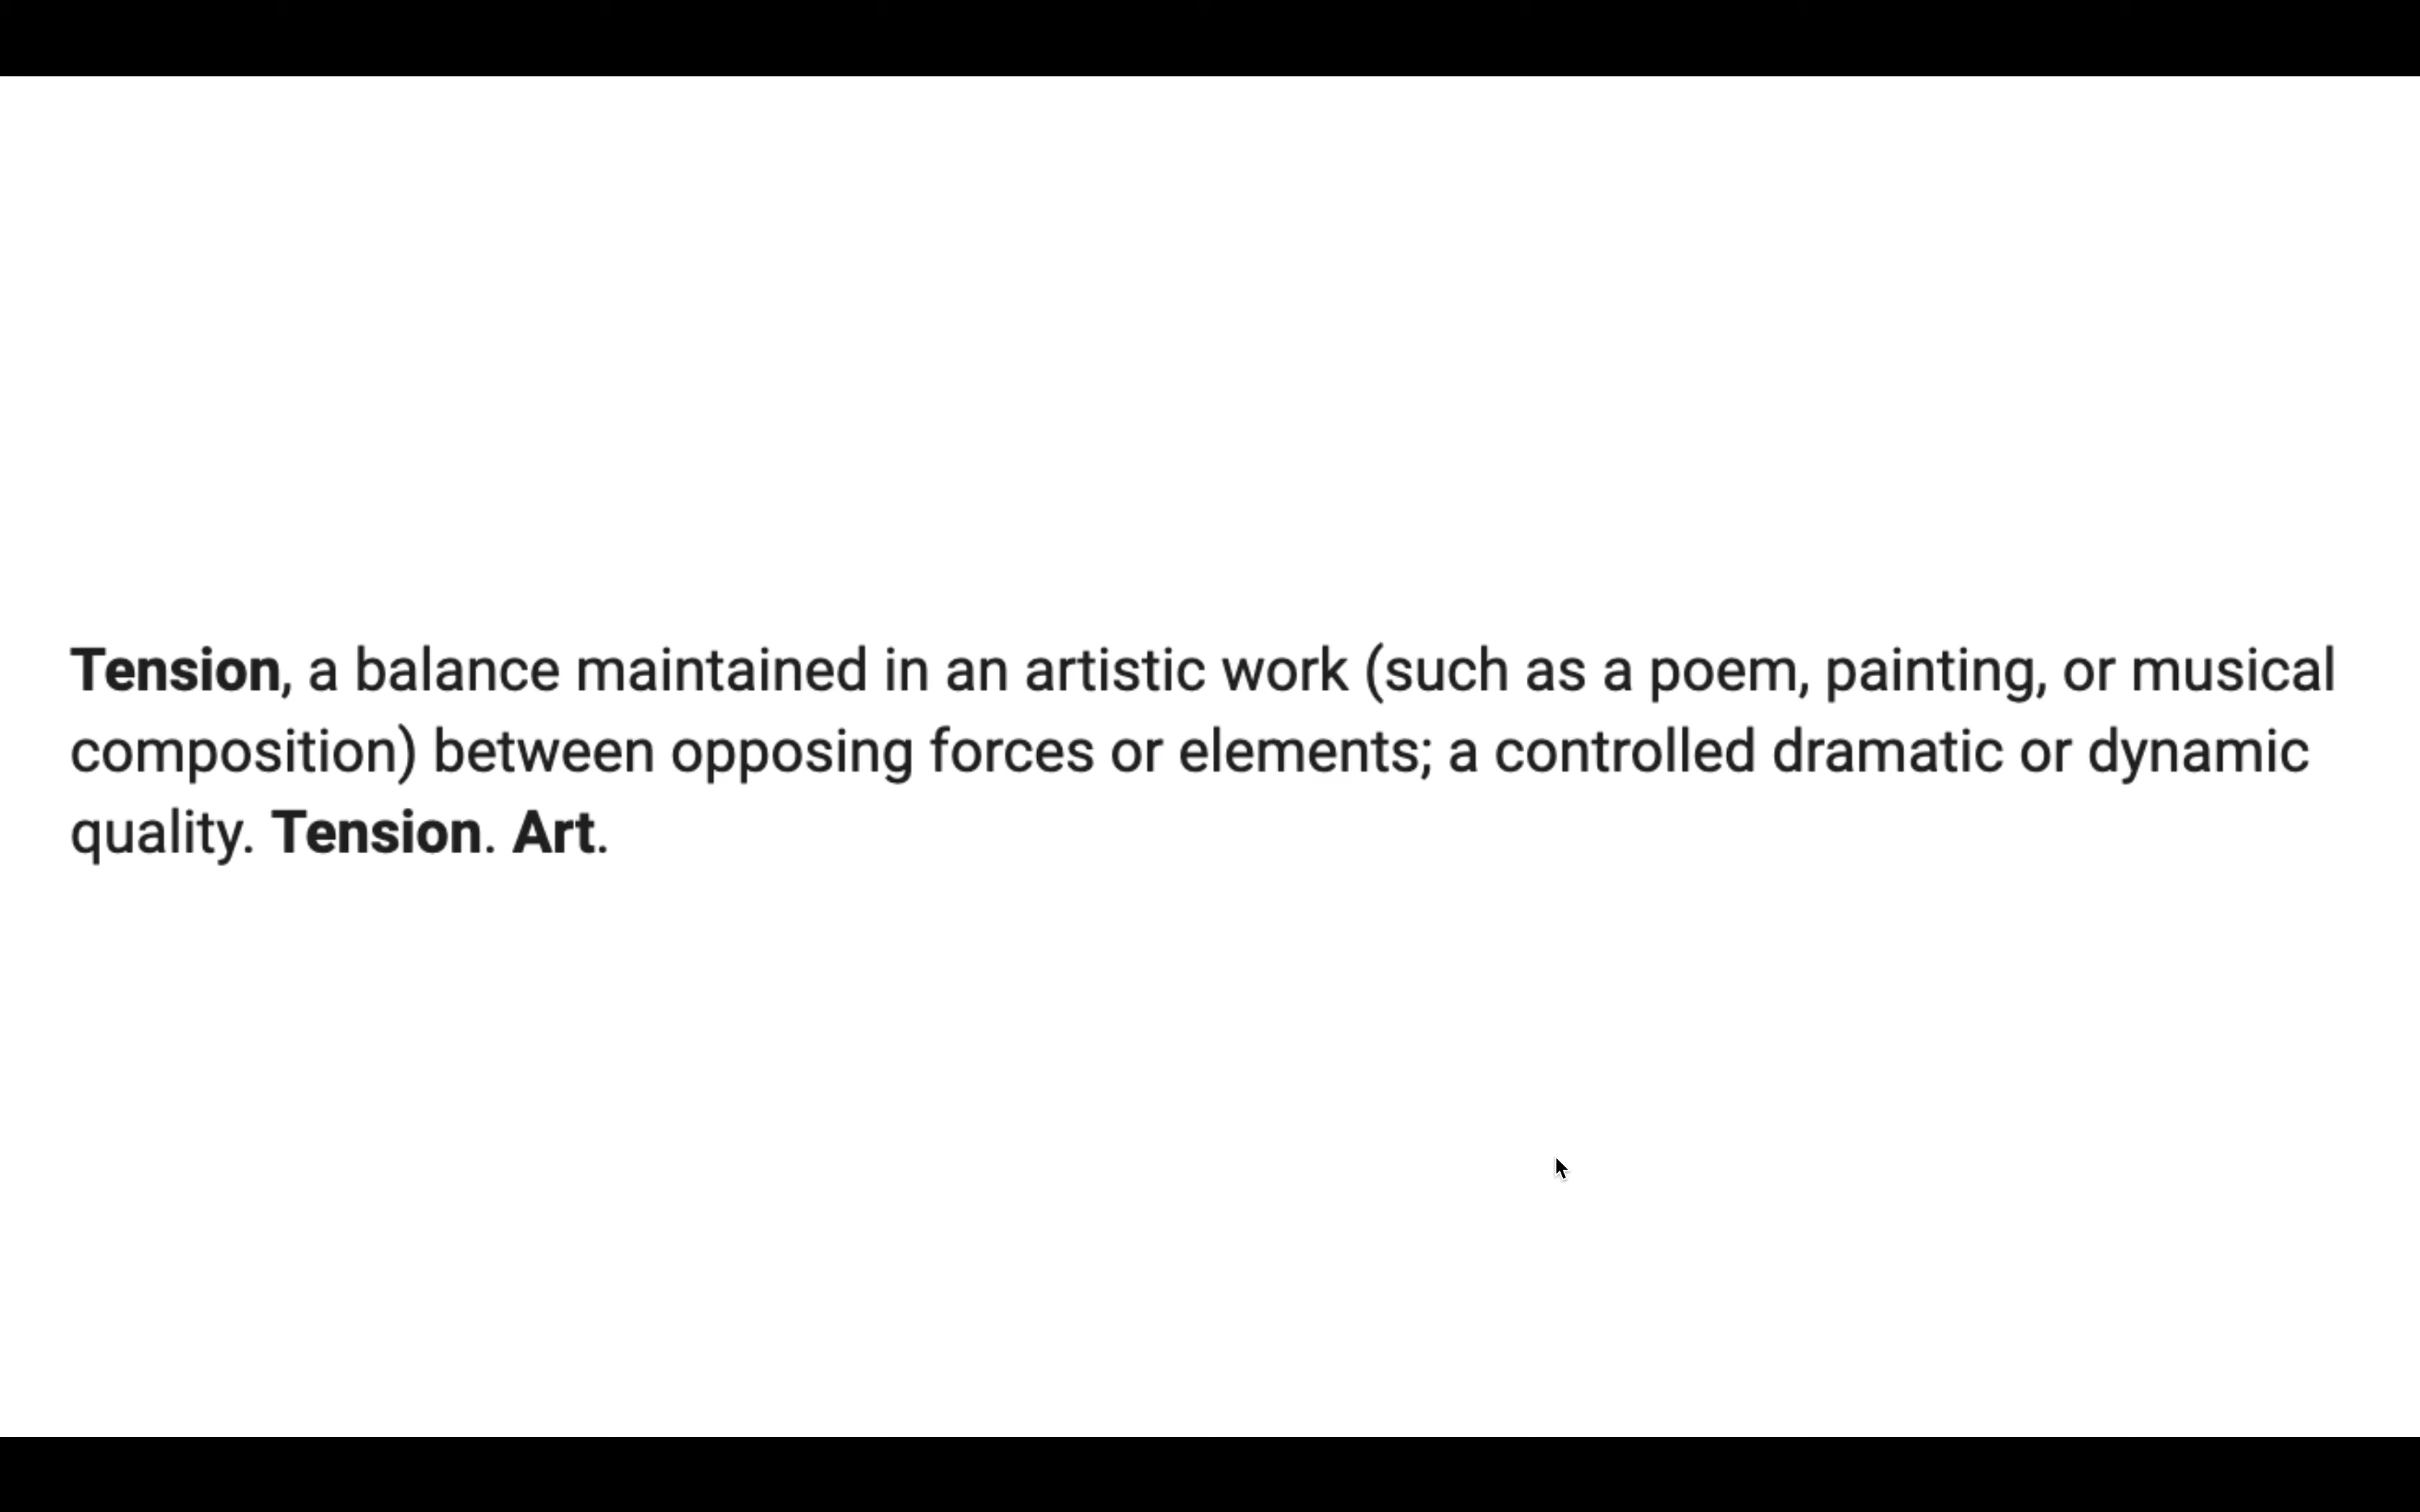 Tension, a balance maintained in an artistic work (such as a poem, painting, or musical
composition) between opposing forces or elements; a controlled dramatic or dynamic
quality. Tension. Art.